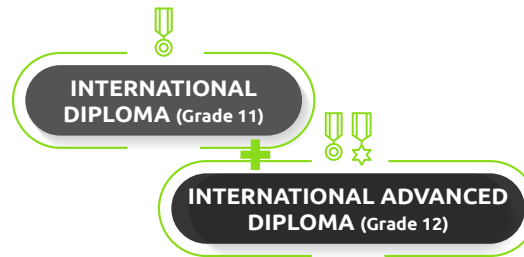 INTERNATIONAL
DIPLOMA (Grade 11)
INTERNATIONAL ADVANCED
DIPLOMA (Grade 12)